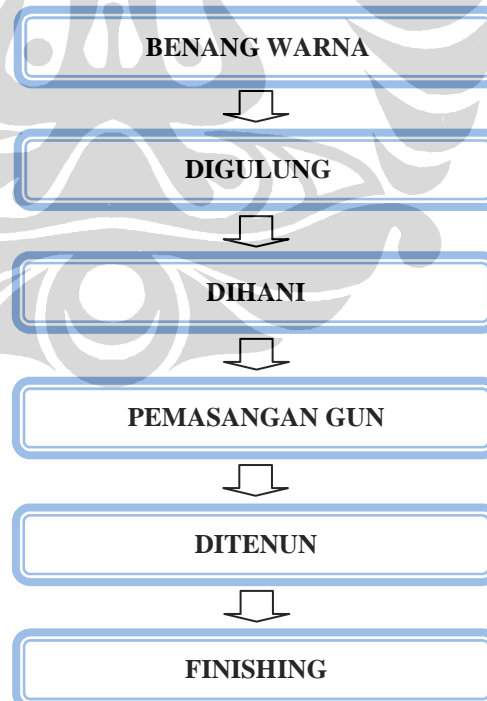 BENANG WARNA
DIGULUNG
DIHANI
PEMASANGAN GUN
DITENUN
FINISHING